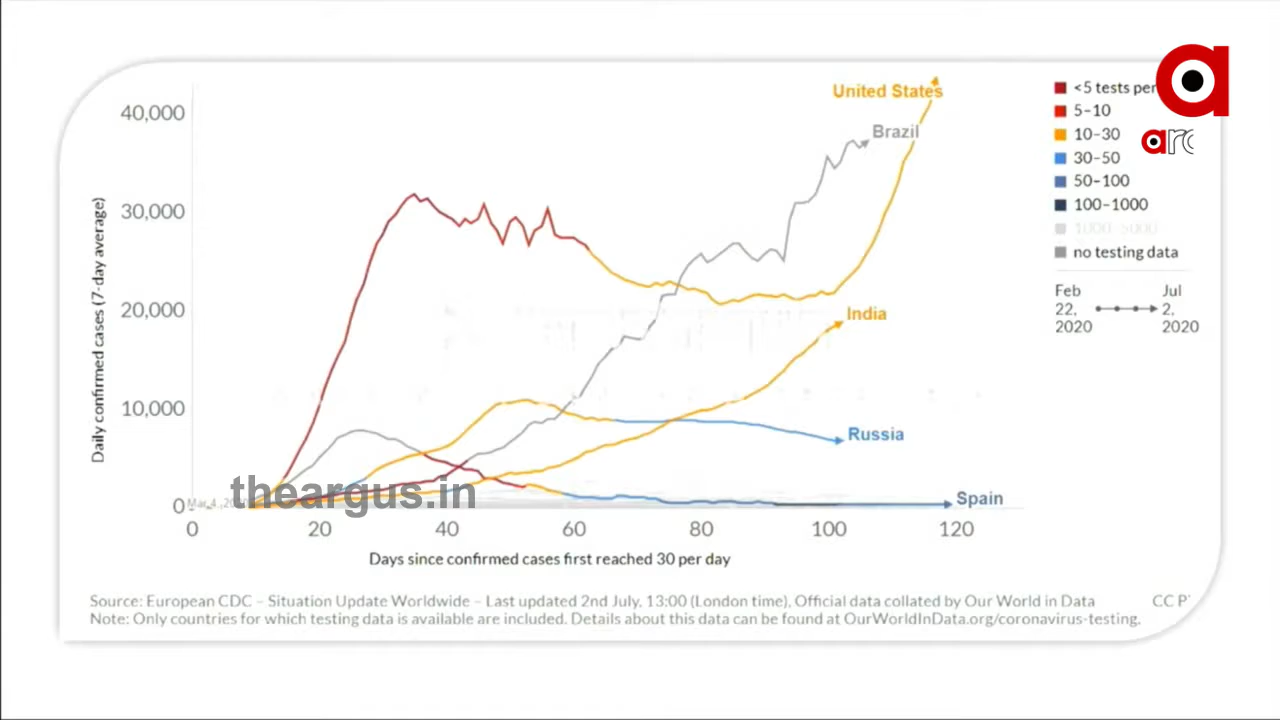 United States
Brazil
India
Russia
Spain
40,000
30,000
20,000
10,000
0
Daily confirmed cases (7-day average)
0 20 40 60 80 100 120
Days since confirmed cases first reached 30 per day
<5 tests per
5–10
10–30
30–50
50–100
100–1000
1000–5000
no testing data
Feb
22,
2020
Jul
2,
2020
a
theargus.in
Source: European CDC – Situation Update Worldwide – Last updated 2nd July, 13:00 (London time), Official data collated by Our World in Data
CC
Note: Only countries for which testing data is available are included. Details about this data can be found at OurWorldInData.org/coronavirus-testing.